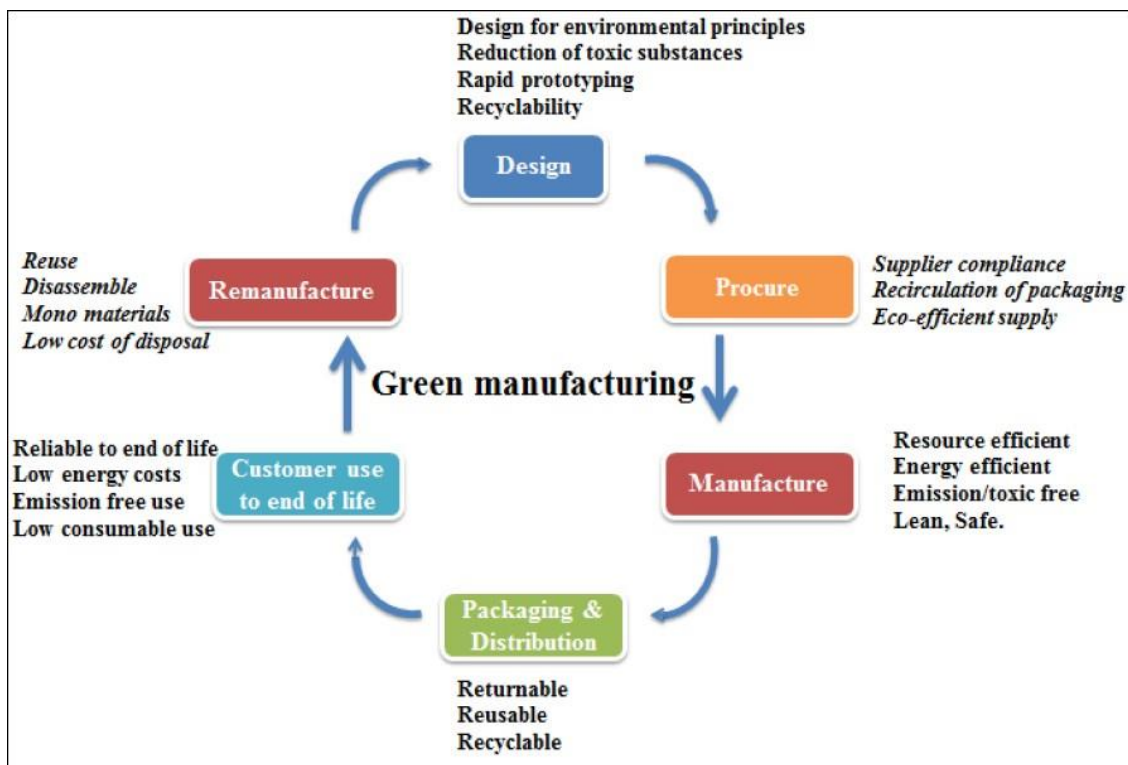 Design for environmental principles
Reduction of toxic substances
Rapid prototyping
Recyclability
Design
Procure
Supplier compliance
Recirculation of packaging
Eco-efficient supply
Manufacture
Resource efficient
Energy efficient
Emission/toxic free
Lean, Safe.
Packaging &
Distribution
Returnable
Reusable
Recyclable
Customer use
to end of life
Reliable to end of life
Low energy costs
Emission free use
Low consumable use
Remanufacture
Reuse
Disassemble
Mono materials
Low cost of disposal
Green manufacturing